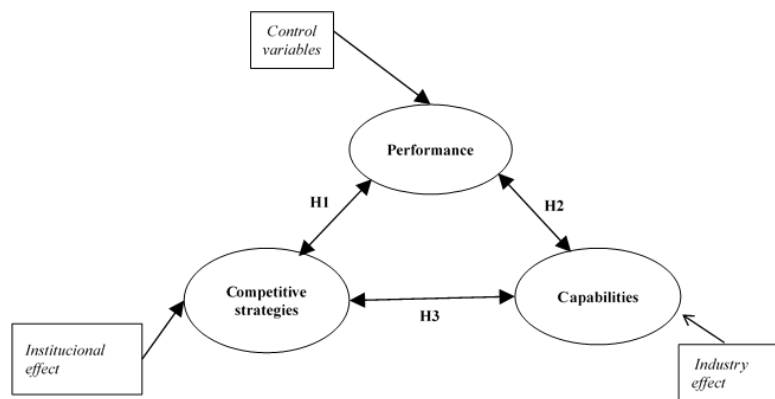 Control
variables
Performance
H1
H2
Competitive
strategies
H3
Capabilities
Institucional
effect
Industry
effect